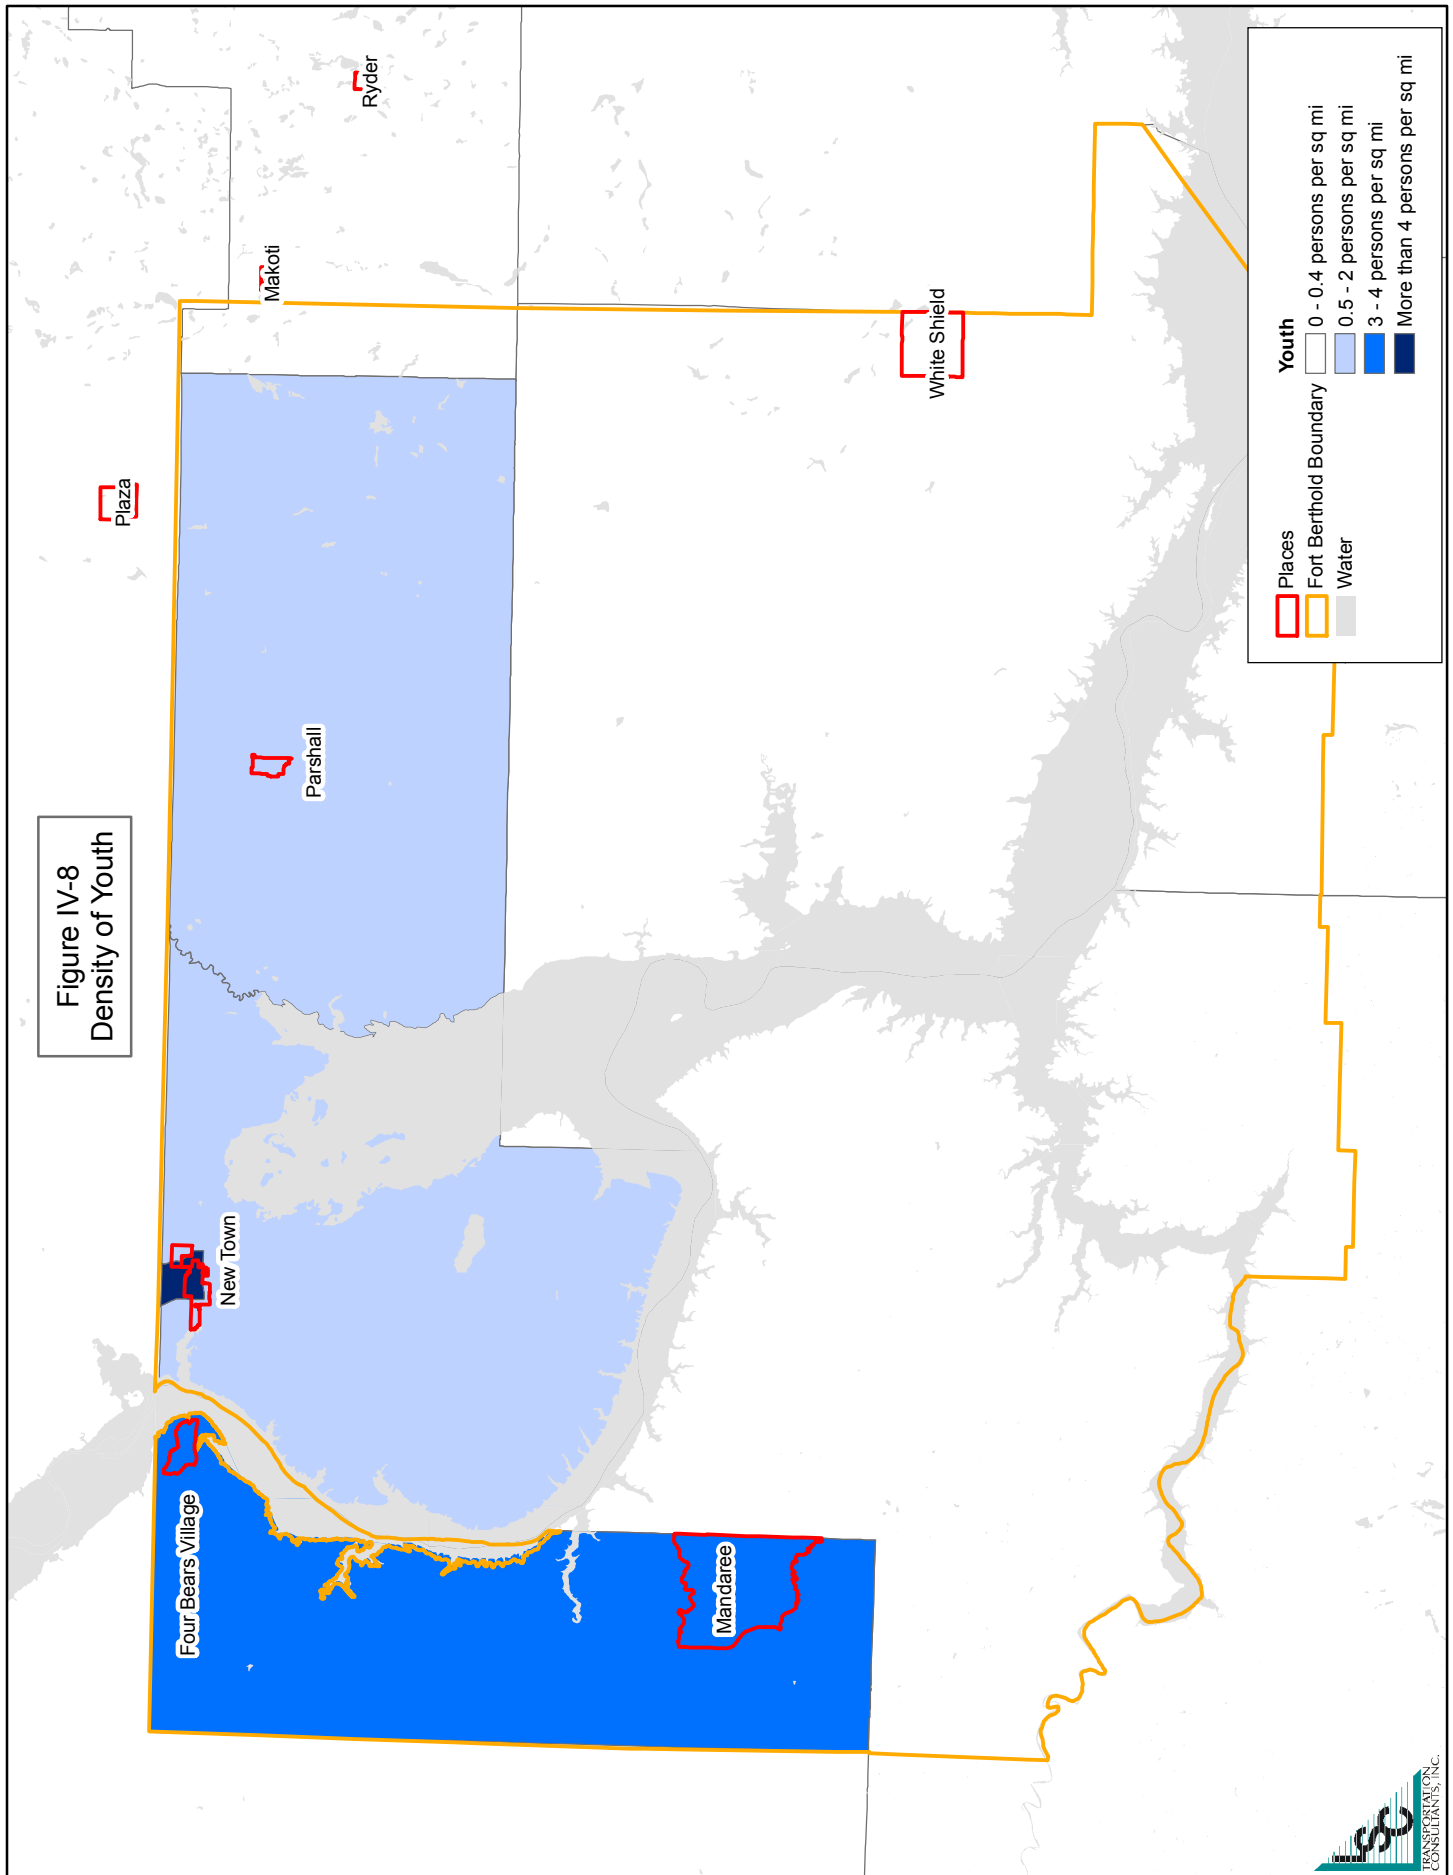 Figure IV-8
Density of Youth
Four Bears Village
New Town
Parshall
Plaza
Makoti
Ryder
Mandaree
White Shield
Places
Fort Berthold Boundary
Water
Youth
0 - 0.4 persons per sq mi
0.5 - 2 persons per sq mi
3 - 4 persons per sq mi
More than 4 persons per sq mi
LSC
TRANSPORTATION
CONSULTANTS, INC.